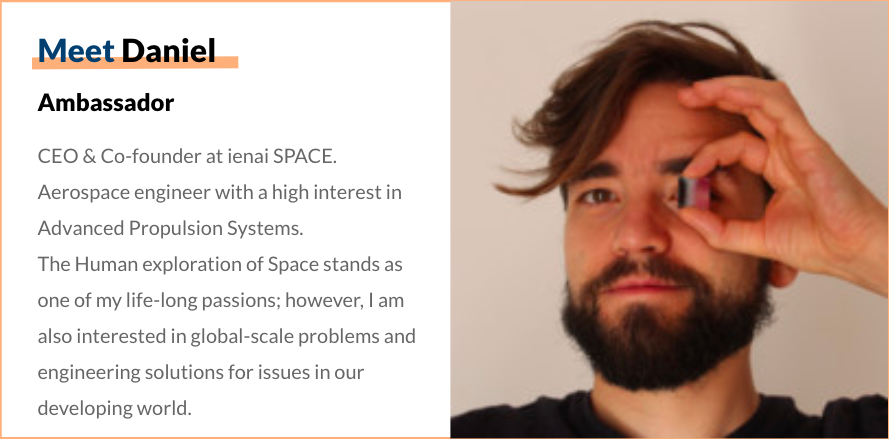 Meet Daniel
Ambassador
CEO & Co-founder at ienai SPACE.
Aerospace engineer with a high interest in
Advanced Propulsion Systems.
The Human exploration of Space stands as
one of my life-long passions; however, I am
also interested in global-scale problems and
engineering solutions for issues in our
developing world.